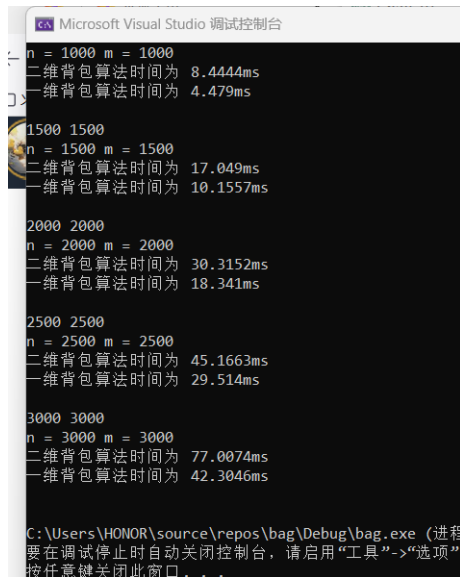 Microsoft Visual Studio 调试控制台
n = 1000 m = 1000
二维背包算法时间为 8.4444ms
一维背包算法时间为 4.479ms
1500 1500
n = 1500 m = 1500
二维背包算法时间为 17.049ms
一维背包算法时间为 10.1557ms
2000 2000
n = 2000 m = 2000
二维背包算法时间为 30.3152ms
一维背包算法时间为 18.341ms
2500 2500
n = 2500 m = 2500
二维背包算法时间为 45.1663ms
一维背包算法时间为 29.514ms
3000 3000
n = 3000 m = 3000
二维背包算法时间为 77.0074ms
一维背包算法时间为 42.3046ms
C:\Users\HONOR\source\repos\bag\Debug\bag.exe (进程
要在调试停止时自动关闭控制台，请启用“工具”->“选项”
按任意键关闭此窗口. . .